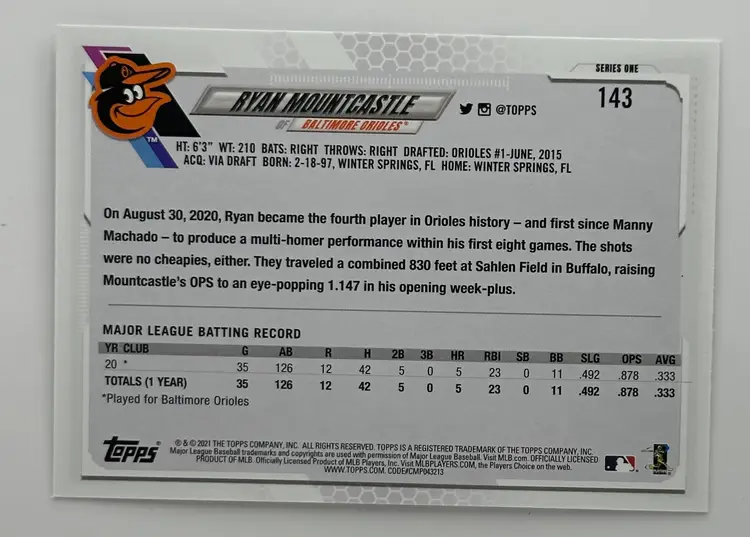 SERIES ONE
143
RYAN MOUNTCASTLE
OF BALTIMORE ORIOLES®
@TOPPS
TM
HT: 6'3" WT: 210 BATS: RIGHT THROWS: RIGHT DRAFTED: ORIOLES #1-JUNE, 2015
ACQ: VIA DRAFT BORN: 2-18-97, WINTER SPRINGS, FL HOME: WINTER SPRINGS, FL
On August 30, 2020, Ryan became the fourth player in Orioles history – and first since Manny
Machado – to produce a multi-homer performance within his first eight games. The shots
were no cheapies, either. They traveled a combined 830 feet at Sahlen Field in Buffalo, raising
Mountcastle's OPS to an eye-popping 1.147 in his opening week-plus.
MAJOR LEAGUE BATTING RECORD
YR CLUB G AB R H 2B 3B HR RBI SB BB SLG OPS AVG
20 * 35 126 12 42 5 0 5 23 0 11 .492 .878 .333
TOTALS (1 YEAR) 35 126 12 42 5 0 5 23 0 11 .492 .878 .333
*Played for Baltimore Orioles
TOPPS®
® & © 2021 THE TOPPS COMPANY, INC. ALL RIGHTS RESERVED. TOPPS IS A REGISTERED TRADEMARK OF THE TOPPS COMPANY, INC.
Major League Baseball trademarks and copyrights are used with permission of Major League Baseball. Visit MLB.com. OFFICIALLY LICENSED
PRODUCT OF MLB. Officially Licensed Product of MLB Players, Inc. Visit MLBPLAYERS.COM, the Players Choice on the web.
WWW.TOPPS.COM. CODE#CMP043213